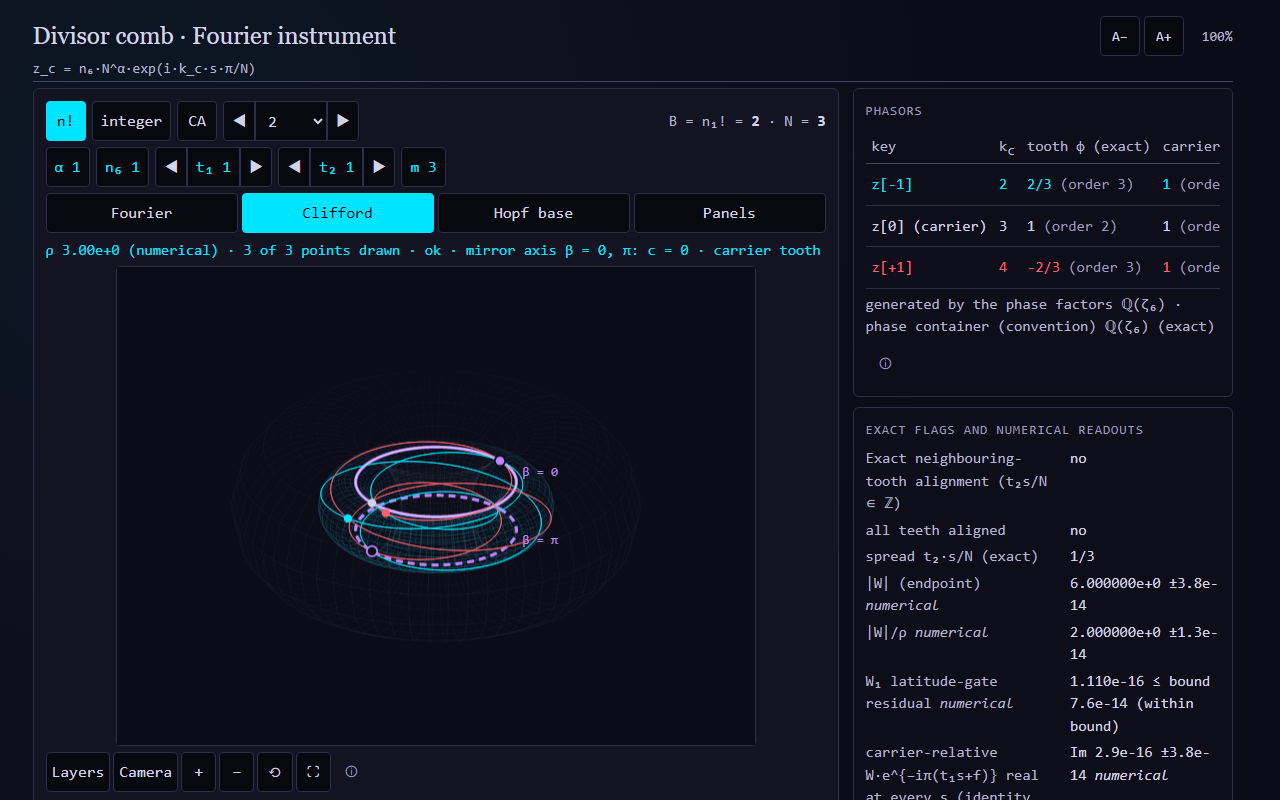 Divisor comb · Fourier instrument
A− A+ 100%
z_c = n₆·N^α·exp(i·k_c·s·π/N)
n! integer CA ◀ 2 ▶ B = n₁! = 2 · N = 3
α 1 n₆ 1 ◀ t₁ 1 ▶ ◀ t₂ 1 ▶ m 3
Fourier Clifford Hopf base Panels
ρ 3.00e+0 (numerical) · 3 of 3 points drawn · ok · mirror axis β = 0, π: c = 0 · carrier tooth
β = 0
β = π
Layers Camera + − ⟲ ⛶ ⓘ
PHASORS
key k_C tooth ϕ (exact) carrier
z[-1] 2 2/3 (order 3) 1 (orde
z[0] (carrier) 3 1 (order 2) 1 (orde
z[+1] 4 -2/3 (order 3) 1 (orde
generated by the phase factors ℚ(ζ₆) ·
phase container (convention) ℚ(ζ₆) (exact)
ⓘ
EXACT FLAGS AND NUMERICAL READOUTS
Exact neighbouring- no
tooth alignment (t₂s/N
∈ ℤ)
all teeth aligned no
spread t₂·s/N (exact) 1/3
|W| (endpoint) 6.000000e+0 ±3.8e-
numerical 14
|W|/ρ numerical 2.000000e+0 ±1.3e-
14
W₁ latitude-gate 1.110e-16 ≤ bound
residual numerical 7.6e-14 (within
bound)
carrier-relative Im 2.9e-16 ±3.8e-
W·e^{−iπ(t₁s+f)} real 14 numerical
at every s (identity